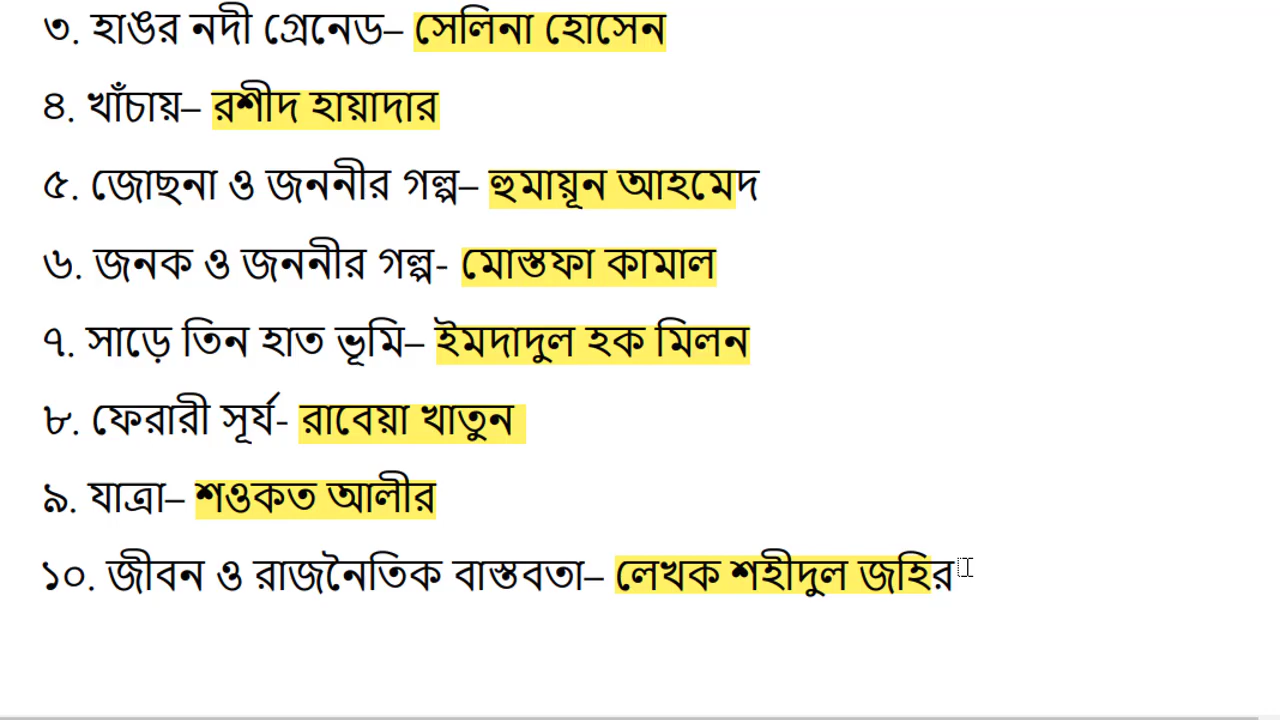 ৩. হাঙর নদী গ্রেনেড– সেলিনা হোসেন
৪. খাঁচায়– রশীদ হায়াদার
৫. জোছনা ও জননীর গল্প– হুমায়ূন আহমেদ
৬. জনক ও জননীর গল্প- মোস্তফা কামাল
৭. সাড়ে তিন হাত ভূমি– ইমদাদুল হক মিলন
৮. ফেরারী সূর্য- রাবেয়া খাতুন
৯. যাত্রা– শওকত আলীর
১০. জীবন ও রাজনৈতিক বাস্তবতা– লেখক শহীদুল জহির